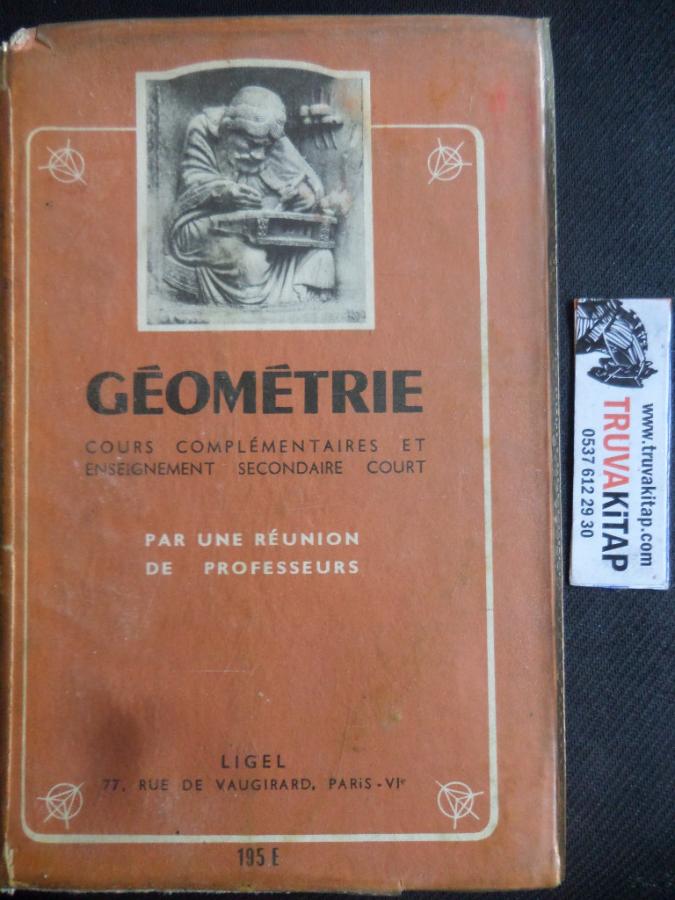 GÉOMÉTRIE
COURS COMPLÉMENTAIRES ET
ENSEIGNEMENT SECONDAIRE COURT
PAR UNE RÉUNION
DE PROFESSEURS
LIGEL
77, RUE DE VAUGIRARD, PARIS - VIe
195 E
www.truvakitap.com
TRUVAKiTAP
0537 612 29 30